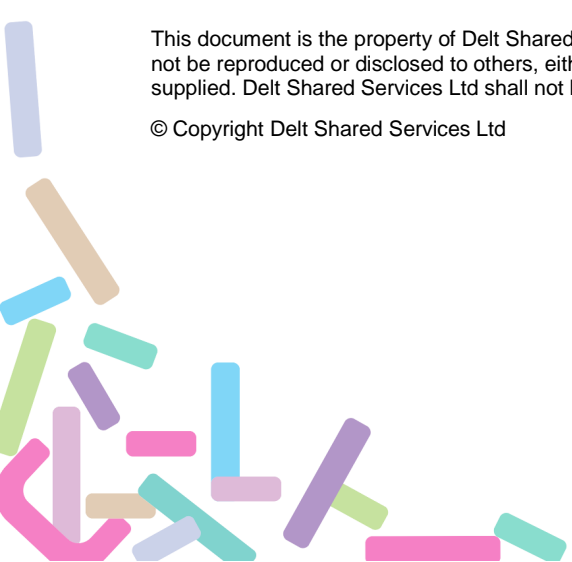 This document is the property of Delt Shared
not be reproduced or disclosed to others,
supplied. Delt Shared Services Ltd shall not
© Copyright Delt Shared Services Ltd